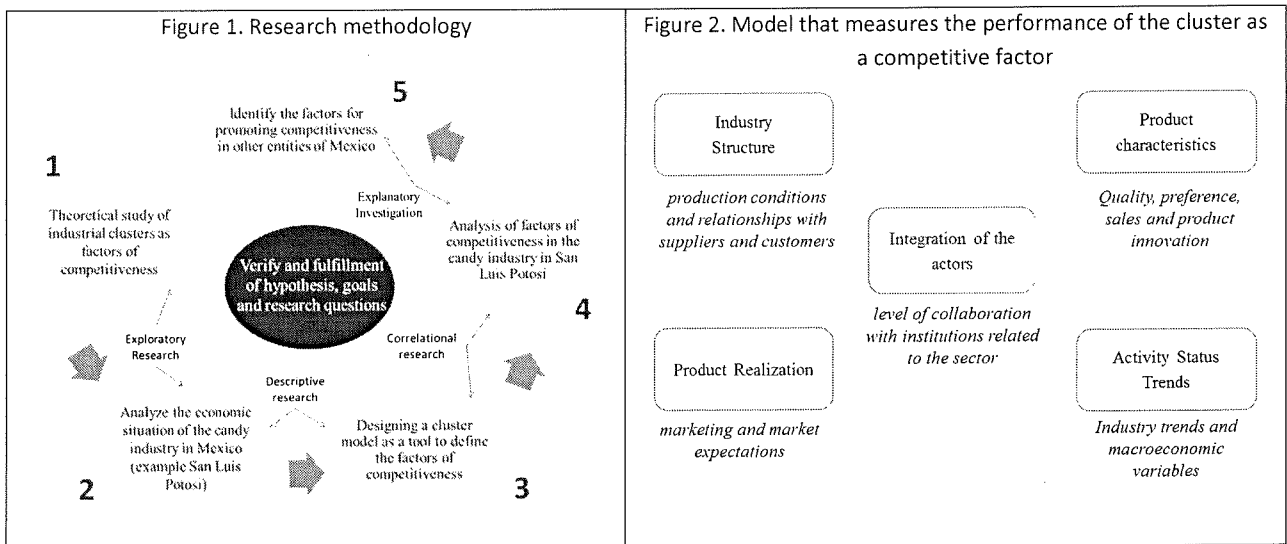 Figure 1. Research methodology
5
Identify the factors for
promoting competitiveness
in other entities of Mexico
1
Explanatory
Investigation
Theoretical study of
industrial clusters as
factors of
competitiveness
Analysis of factors of
competitiveness in the
candy industry in San
Luis Potosi
Verify and fulfillment
of hypothesis, goals
and research questions
4
Exploratory
Research
Correlational
research
Descriptive
research
Analyze the economic
situation of the candy
industry in Mexico
(example San Luis
Potosi)
2
Designing a cluster
model as a tool to define
the factors of
competitiveness
3
Figure 2. Model that measures the performance of the cluster as
a competitive factor
Industry
Structure
production conditions
and relationships with
suppliers and customers
Product
characteristics
Quality, preference,
sales and product
innovation
Integration of the
actors
level of collaboration
with institutions related
to the sector
Product Realization
marketing and market
expectations
Activity Status
Trends
Industry trends and
macroeconomic
variables